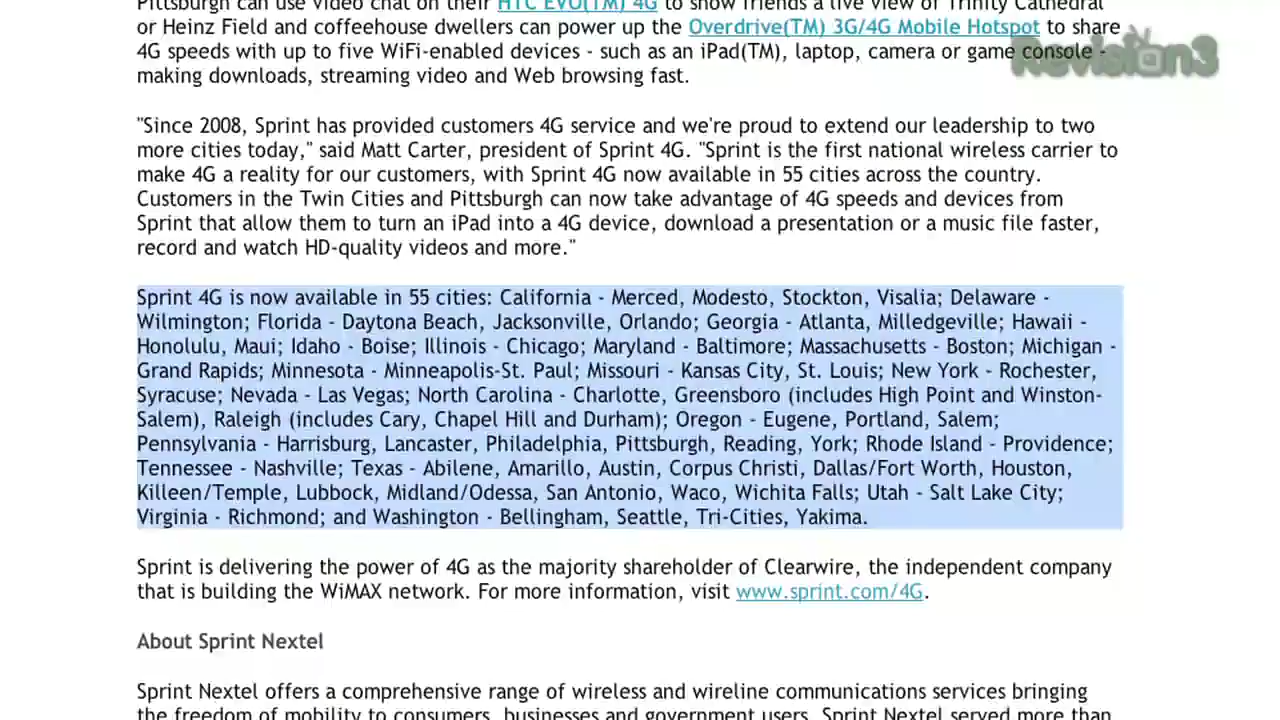 Pittsburgh can use video chat on their HTC EVO(TM) 4G to show friends a live view of Trinity Cathedral
or Heinz Field and coffeehouse dwellers can power up the Overdrive(TM) 3G/4G Mobile Hotspot to share
4G speeds with up to five WiFi-enabled devices - such as an iPad(TM), laptop, camera or game console -
making downloads, streaming video and Web browsing fast.
Revision3
"Since 2008, Sprint has provided customers 4G service and we're proud to extend our leadership to two
more cities today," said Matt Carter, president of Sprint 4G. "Sprint is the first national wireless carrier to
make 4G a reality for our customers, with Sprint 4G now available in 55 cities across the country.
Customers in the Twin Cities and Pittsburgh can now take advantage of 4G speeds and devices from
Sprint that allow them to turn an iPad into a 4G device, download a presentation or a music file faster,
record and watch HD-quality videos and more."
Sprint 4G is now available in 55 cities: California - Merced, Modesto, Stockton, Visalia; Delaware -
Wilmington; Florida - Daytona Beach, Jacksonville, Orlando; Georgia - Atlanta, Milledgeville; Hawaii -
Honolulu, Maui; Idaho - Boise; Illinois - Chicago; Maryland - Baltimore; Massachusetts - Boston; Michigan -
Grand Rapids; Minnesota - Minneapolis-St. Paul; Missouri - Kansas City, St. Louis; New York - Rochester,
Syracuse; Nevada - Las Vegas; North Carolina - Charlotte, Greensboro (includes High Point and Winston-
Salem), Raleigh (includes Cary, Chapel Hill and Durham); Oregon - Eugene, Portland, Salem;
Pennsylvania - Harrisburg, Lancaster, Philadelphia, Pittsburgh, Reading, York; Rhode Island - Providence;
Tennessee - Nashville; Texas - Abilene, Amarillo, Austin, Corpus Christi, Dallas/Fort Worth, Houston,
Killeen/Temple, Lubbock, Midland/Odessa, San Antonio, Waco, Wichita Falls; Utah - Salt Lake City;
Virginia - Richmond; and Washington - Bellingham, Seattle, Tri-Cities, Yakima.
Sprint is delivering the power of 4G as the majority shareholder of Clearwire, the independent company
that is building the WiMAX network. For more information, visit www.sprint.com/4G.
About Sprint Nextel
Sprint Nextel offers a comprehensive range of wireless and wireline communications services bringing
the freedom of mobility to consumers, businesses and government users. Sprint Nextel served more than